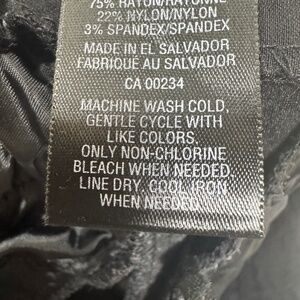 75% RAYON/RAYONNE
22% NYLON/NYLON
3% SPANDEX/SPANDEX
MADE IN EL SALVADOR
FABRIQUÉ AU SALVADOR
CA 00234
MACHINE WASH COLD,
GENTLE CYCLE WITH
LIKE COLORS.
ONLY NON-CHLORINE
BLEACH WHEN NEEDED.
LINE DRY. COOL IRON
WHEN NEEDED.